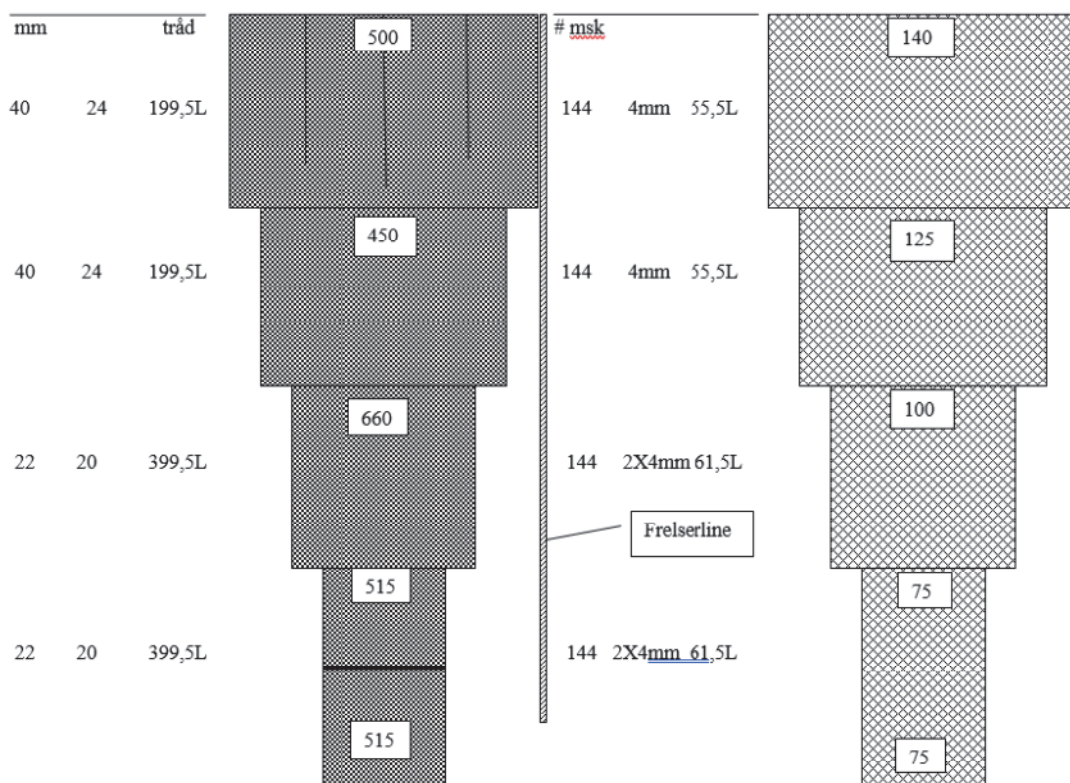 mm tråd 500 # msk 140
40 24 199,5L 144 4mm 55,5L
450 125
40 24 199,5L 144 4mm 55,5L
660 100
22 20 399,5L 144 2X4mm 61,5L
Frelserline
515 75
22 20 399,5L 144 2X4mm 61,5L
515 75